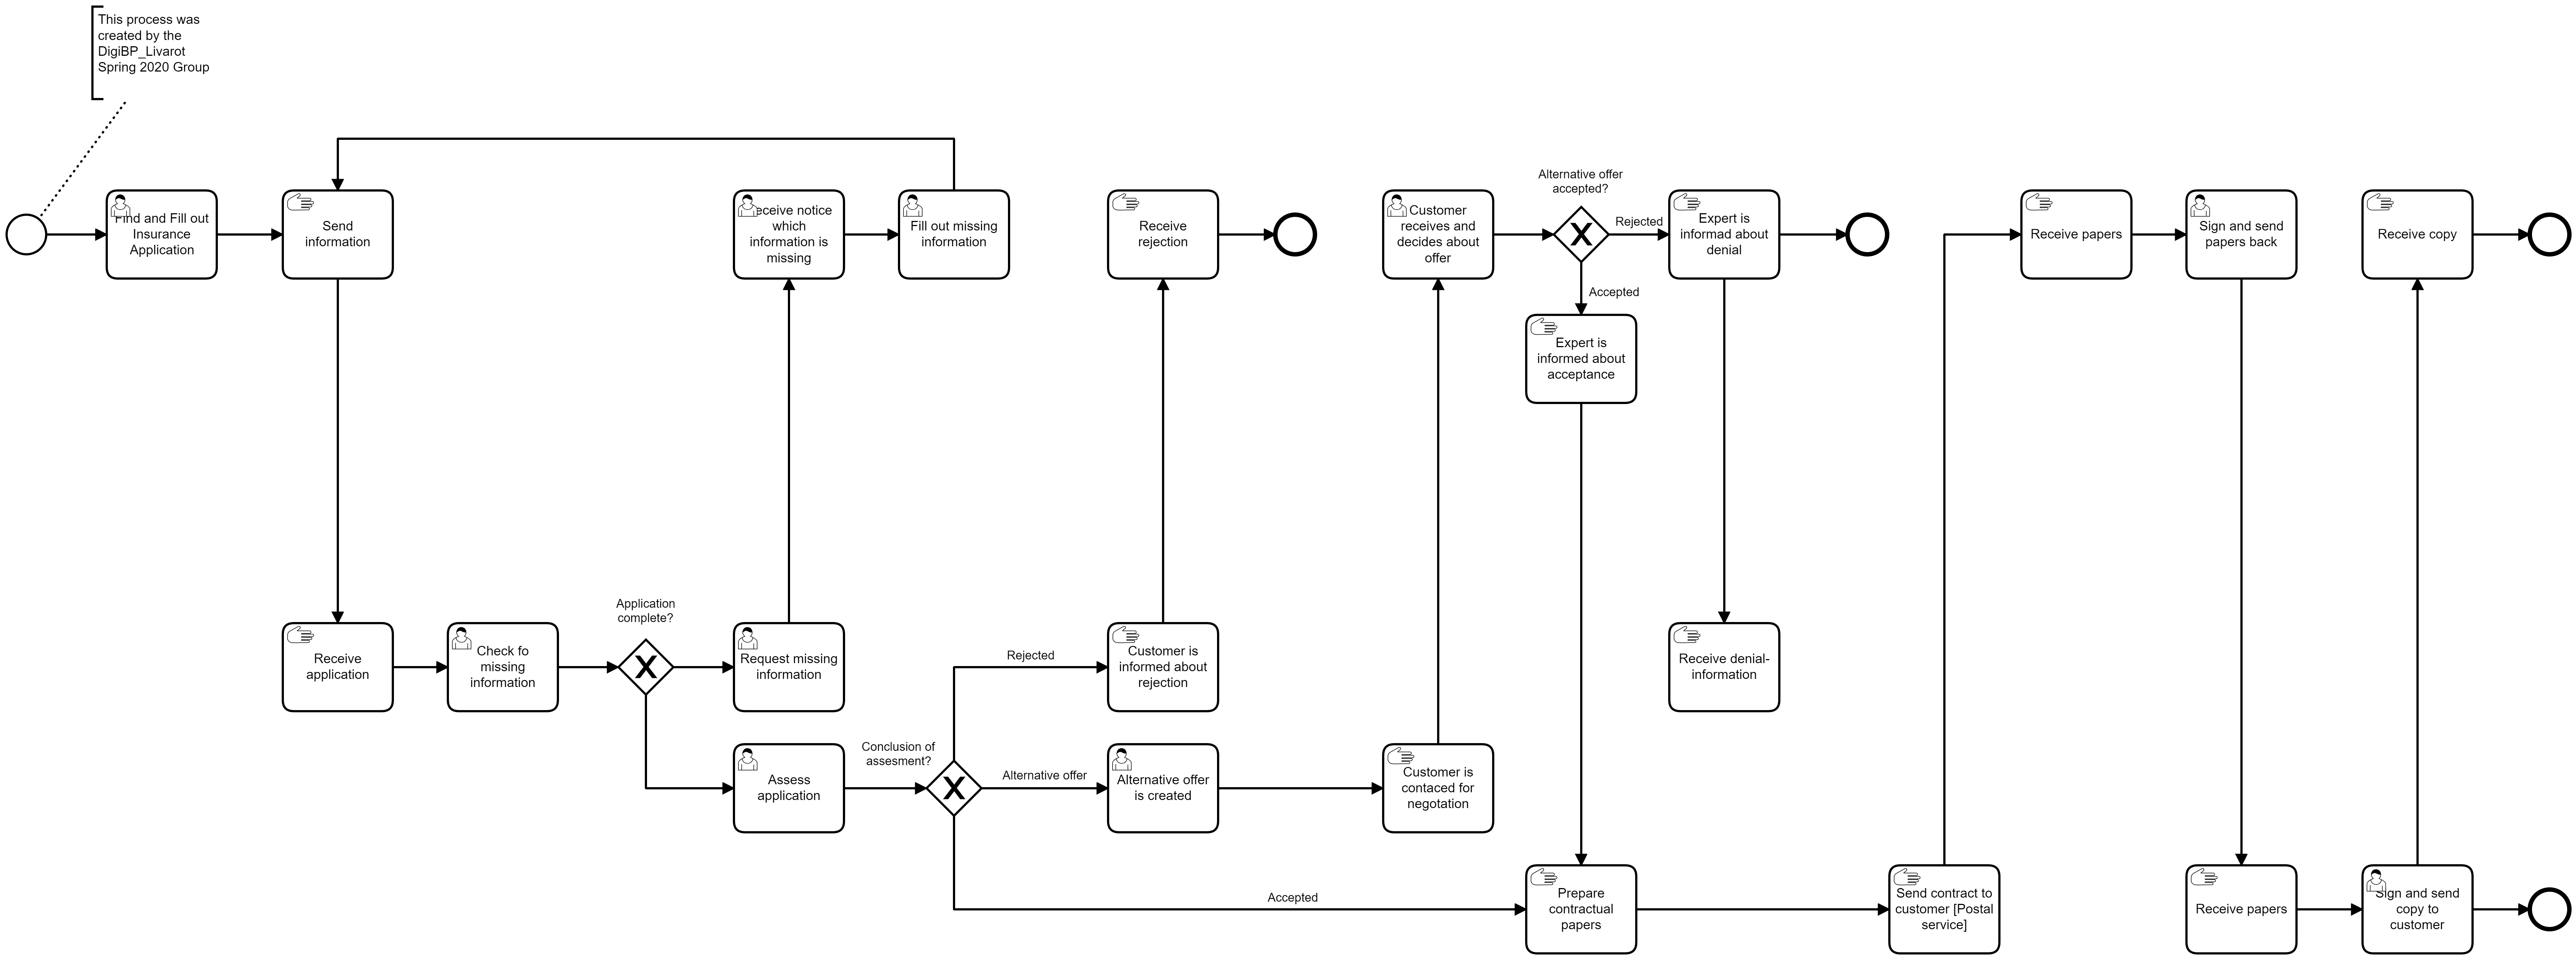 This process was
created by the
DigiBP_Livarot
Spring 2020 Group
Find and Fill out
Insurance
Application
Send
information
Receive notice
which
information is
missing
Fill out missing
information
Receive
rejection
Customer
receives and
decides about
offer
Alternative offer
accepted?
Rejected
Accepted
Expert is
informad about
denial
Expert is
informed about
acceptance
Receive papers
Sign and send
papers back
Receive copy
Receive
application
Check fo
missing
information
Application
complete?
Request missing
information
Assess
application
Conclusion of
assesment?
Rejected
Alternative offer
Accepted
Customer is
informed about
rejection
Alternative offer
is created
Customer is
contaced for
negotation
Receive denial-
information
Prepare
contractual
papers
Send contract to
customer [Postal
service]
Receive papers
Sign and send
copy to
customer